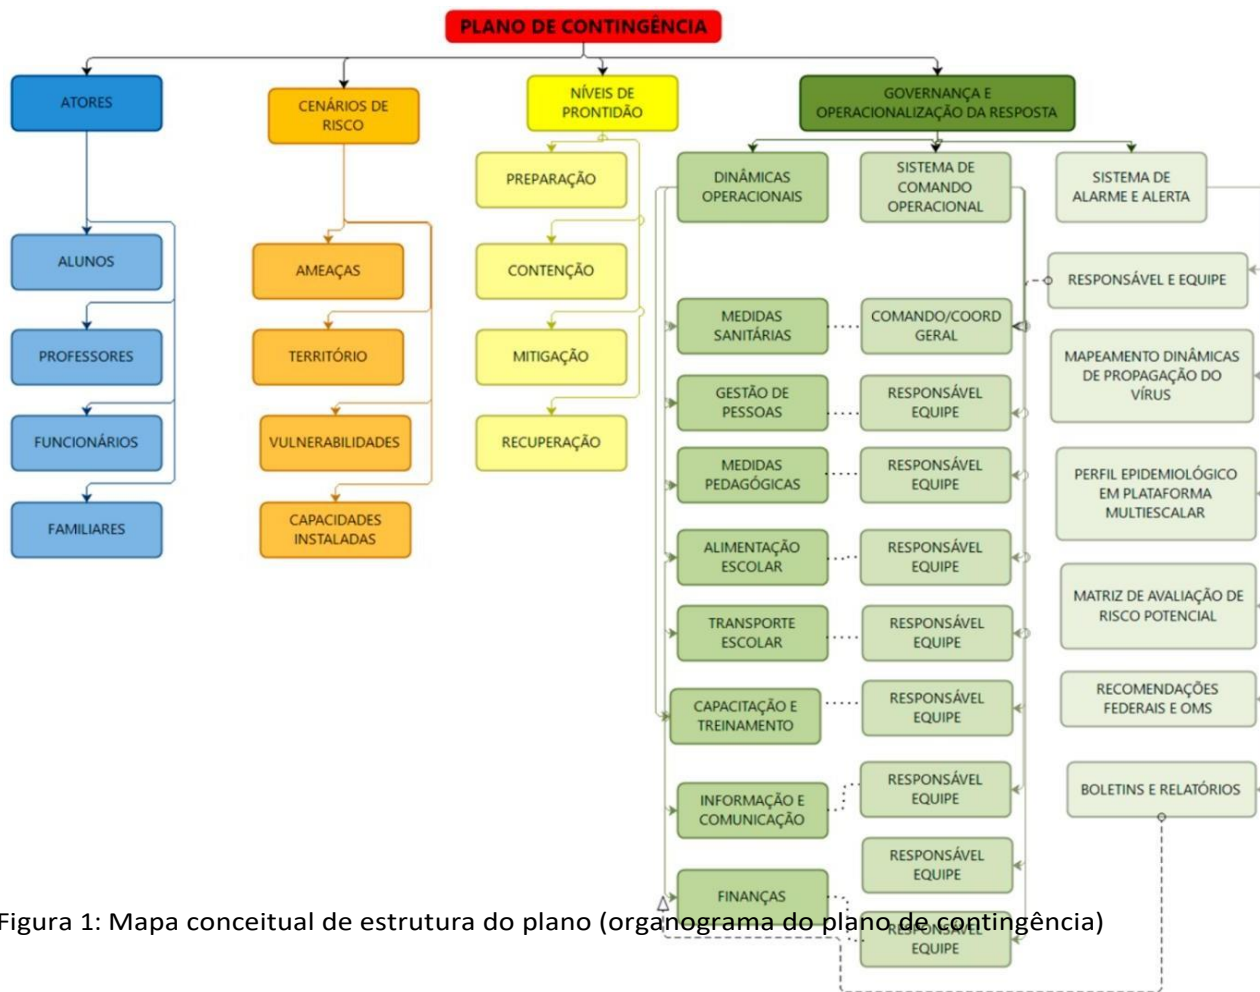 PLANO DE CONTINGÊNCIA
ATORES
ALUNOS
PROFESSORES
FUNCIONÁRIOS
FAMILIARES
CENÁRIOS DE
RISCO
AMEAÇAS
TERRITÓRIO
VULNERABILIDADES
CAPACIDADES
INSTALADAS
NÍVEIS DE
PRONTIDÃO
PREPARAÇÃO
CONTENÇÃO
MITIGAÇÃO
RECUPERAÇÃO
GOVERNANÇA E
OPERACIONALIZAÇÃO DA RESPOSTA
DINÂMICAS
OPERACIONAIS
MEDIDAS
SANITÁRIAS
GESTÃO DE
PESSOAS
MEDIDAS
PEDAGÓGICAS
ALIMENTAÇÃO
ESCOLAR
TRANSPORTE
ESCOLAR
CAPACITAÇÃO E
TREINAMENTO
INFORMAÇÃO E
COMUNICAÇÃO
FINANÇAS
SISTEMA DE
COMANDO
OPERACIONAL
COMANDO/COORD
GERAL
RESPONSÁVEL
EQUIPE
RESPONSÁVEL
EQUIPE
RESPONSÁVEL
EQUIPE
RESPONSÁVEL
EQUIPE
RESPONSÁVEL
EQUIPE
RESPONSÁVEL
EQUIPE
RESPONSÁVEL
EQUIPE
RESPONSÁVEL
EQUIPE
SISTEMA DE
ALARME E ALERTA
RESPONSÁVEL E EQUIPE
MAPEAMENTO DINÂMICAS
DE PROPAGAÇÃO DO
VÍRUS
PERFIL EPIDEMIOLÓGICO
EM PLATAFORMA
MULTIESCALAR
MATRIZ DE AVALIAÇÃO DE
RISCO POTENCIAL
RECOMENDAÇÕES
FEDERAIS E OMS
BOLETINS E RELATÓRIOS
Figura 1: Mapa conceitual de estrutura do plano (organograma do plano de contingência)